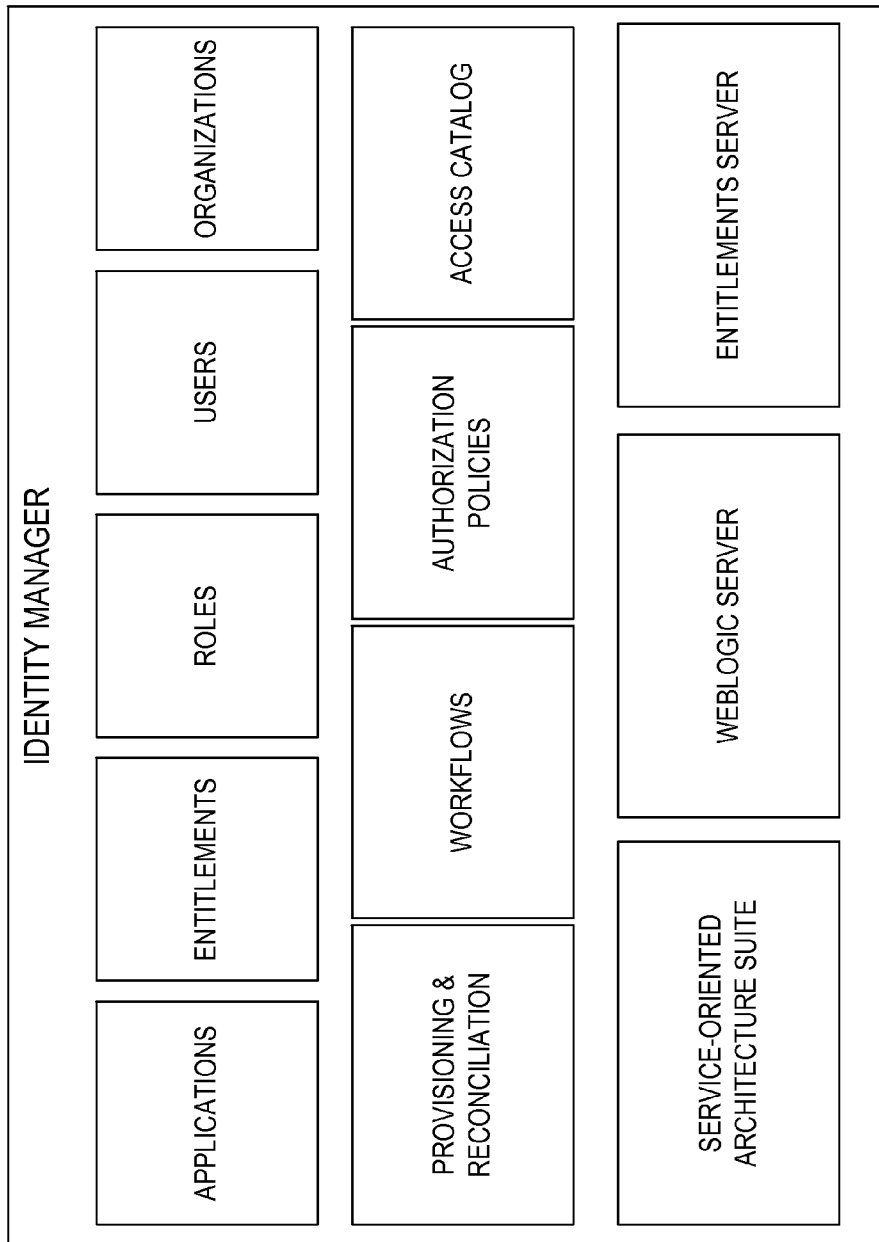 IDENTITY MANAGER
APPLICATIONS
ENTITLEMENTS
ROLES
USERS
ORGANIZATIONS
PROVISIONING &
RECONCILIATION
WORKFLOWS
AUTHORIZATION
POLICIES
ACCESS CATALOG
SERVICE-ORIENTED
ARCHITECTURE SUITE
WEBLOGIC SERVER
ENTITLEMENTS SERVER